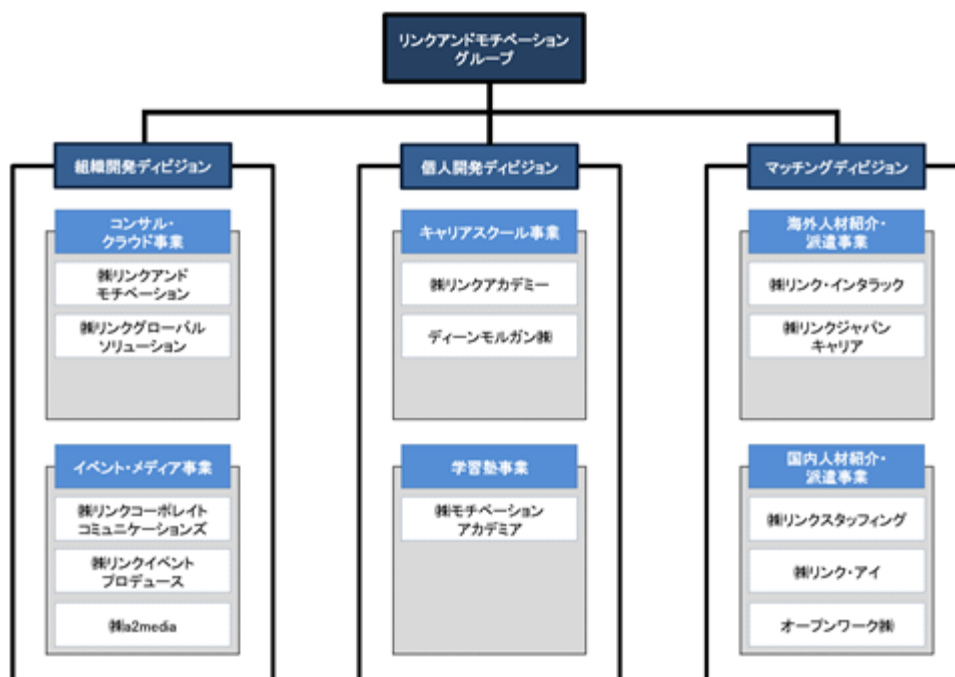 リンクアンドモチベーション
グループ
組織開発ディビジョン
コンサル・
クラウド事業
㈱リンクアンド
モチベーション
㈱リンクグローバル
ソリューション
イベント・メディア事業
㈱リンクコーポレイト
コミュニケーションズ
㈱リンクイベント
プロデュース
㈱a2media
個人開発ディビジョン
キャリアスクール事業
㈱リンクアカデミー
ディーンモルガン㈱
学習塾事業
㈱モチベーション
アカデミア
マッチングディビジョン
海外人材紹介・
派遣事業
㈱リンク・インタラック
㈱リンクジャパン
キャリア
国内人材紹介・
派遣事業
㈱リンクスタッフィング
㈱リンク・アイ
オープンワーク㈱